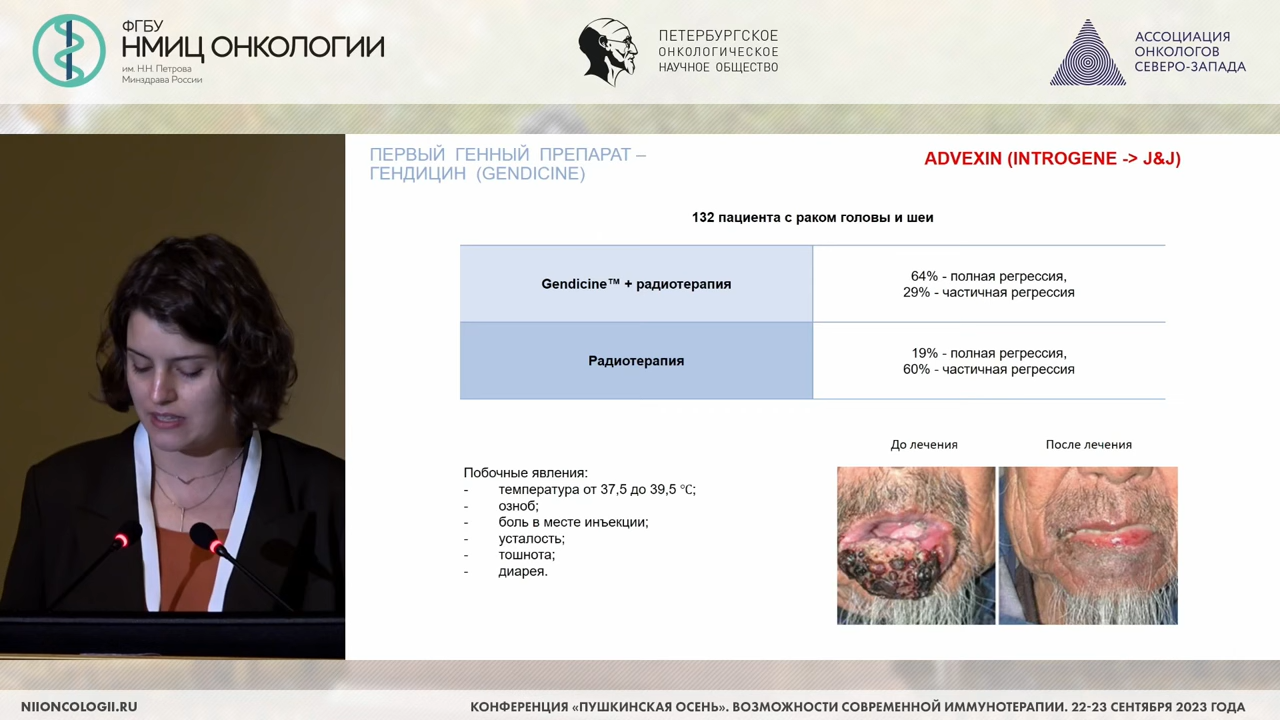 ФГБУ
НМИЦ ОНКОЛОГИИ
им. Н.Н. Петрова
Минздрава России
ПЕТЕРБУРГСКОЕ
ОНКОЛОГИЧЕСКОЕ
НАУЧНОЕ ОБЩЕСТВО
АССОЦИАЦИЯ
ОНКОЛОГОВ
СЕВЕРО-ЗАПАДА
ПЕРВЫЙ ГЕННЫЙ ПРЕПАРАТ –
ГЕНДИЦИН (GENDICINE)
ADVEXIN (INTROGENE -> J&J)
132 пациента с раком головы и шеи
Gendicine™ + радиотерапия
64% - полная регрессия,
29% - частичная регрессия
Радиотерапия
19% - полная регрессия,
60% - частичная регрессия
Побочные явления:
- температура от 37,5 до 39,5 °С;
- озноб;
- боль в месте инъекции;
- усталость;
- тошнота;
- диарея.
До лечения
После лечения
NIIONCOLOGII.RU
КОНФЕРЕНЦИЯ «ПУШКИНСКАЯ ОСЕНЬ». ВОЗМОЖНОСТИ СОВРЕМЕННОЙ ИММУНОТЕРАПИИ. 22-23 СЕНТЯБРЯ 2023 ГОДА